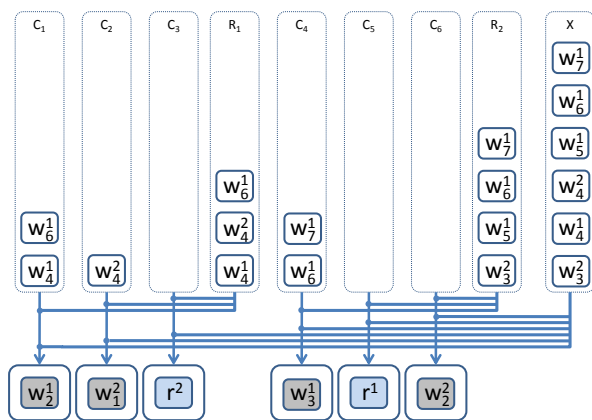 C₁ C₂ C₃ R₁ C₄ C₅ C₆ R₂ X
w₇¹
w₆¹
w₇¹ w₅¹
w₆¹ w₆¹ w₄²
w₆¹ w₄² w₇¹ w₅¹ w₄¹
w₄¹ w₄² w₄¹ w₆¹ w₃² w₃²
w₂¹ w₁² r² w₃¹ r¹ w₂²